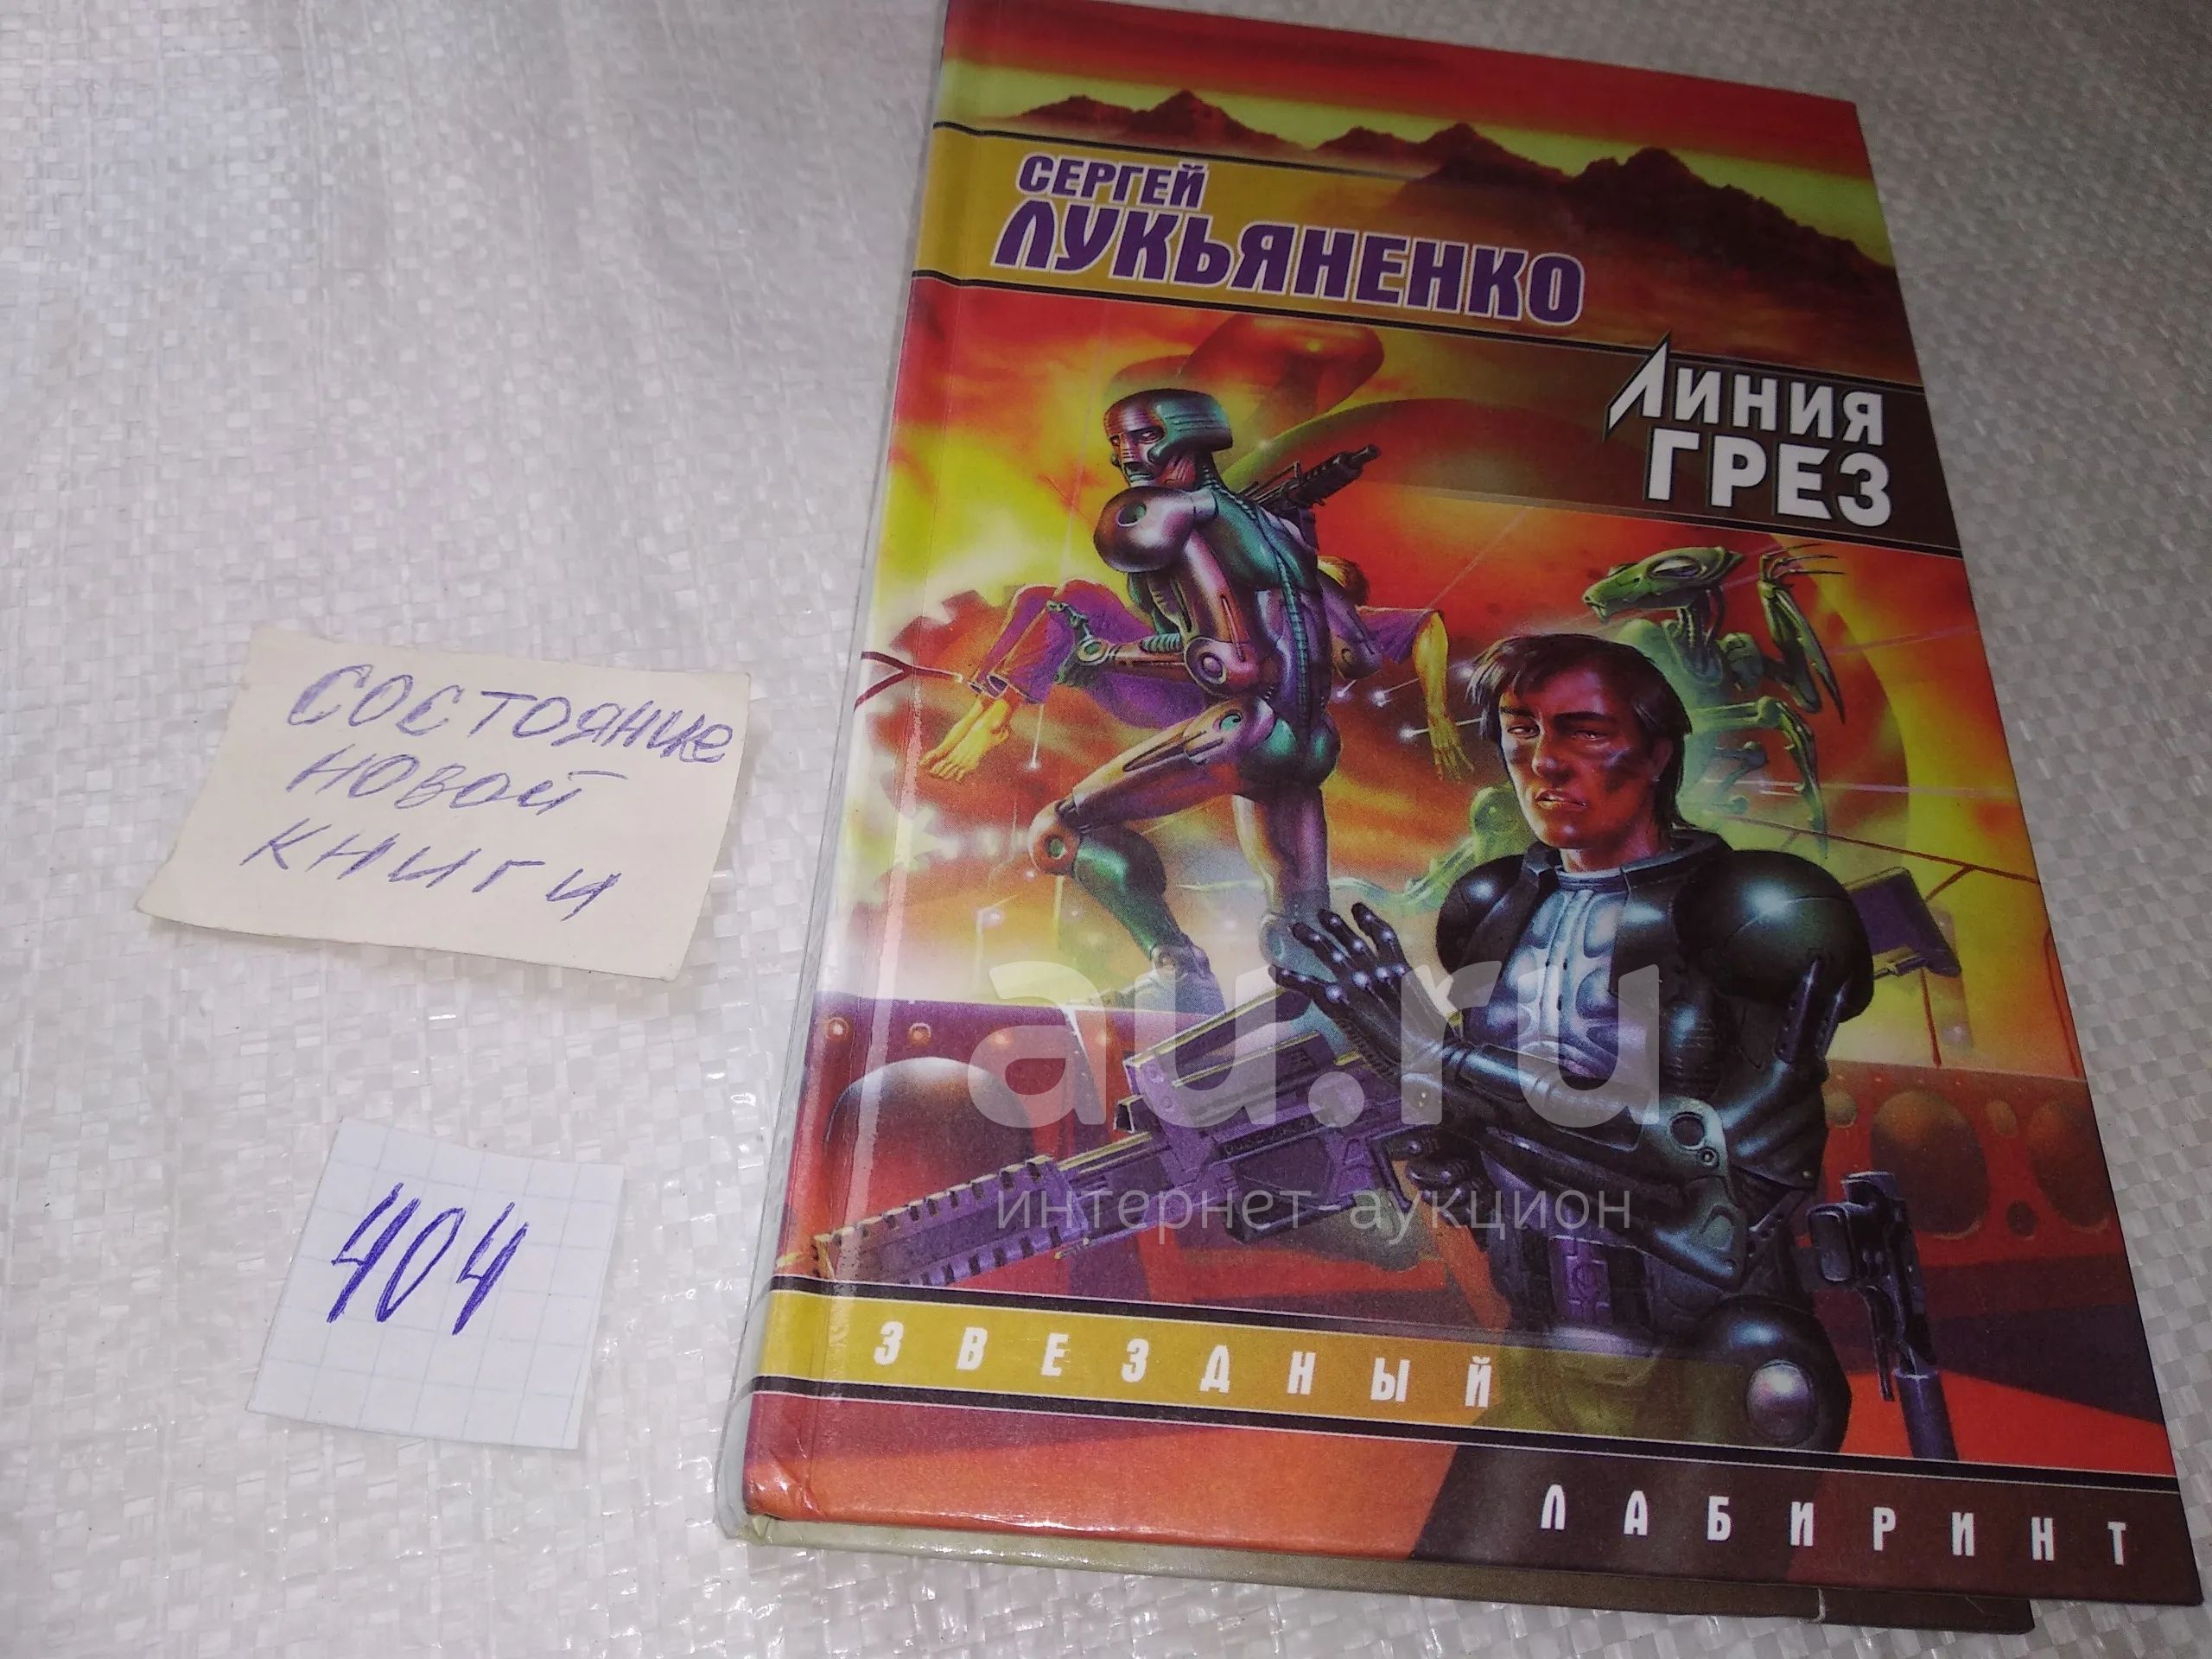 СЕРГЕЙ
ЛУКЬЯНЕНКО
ЛИНИЯ
ГРЕЗ
СОСТОЯНИЕ
НОВОЙ
КНИГИ
au.ru
интернет-аукцион
404
ЗВЕЗДНЫЙ
ЛАБИРИНТ